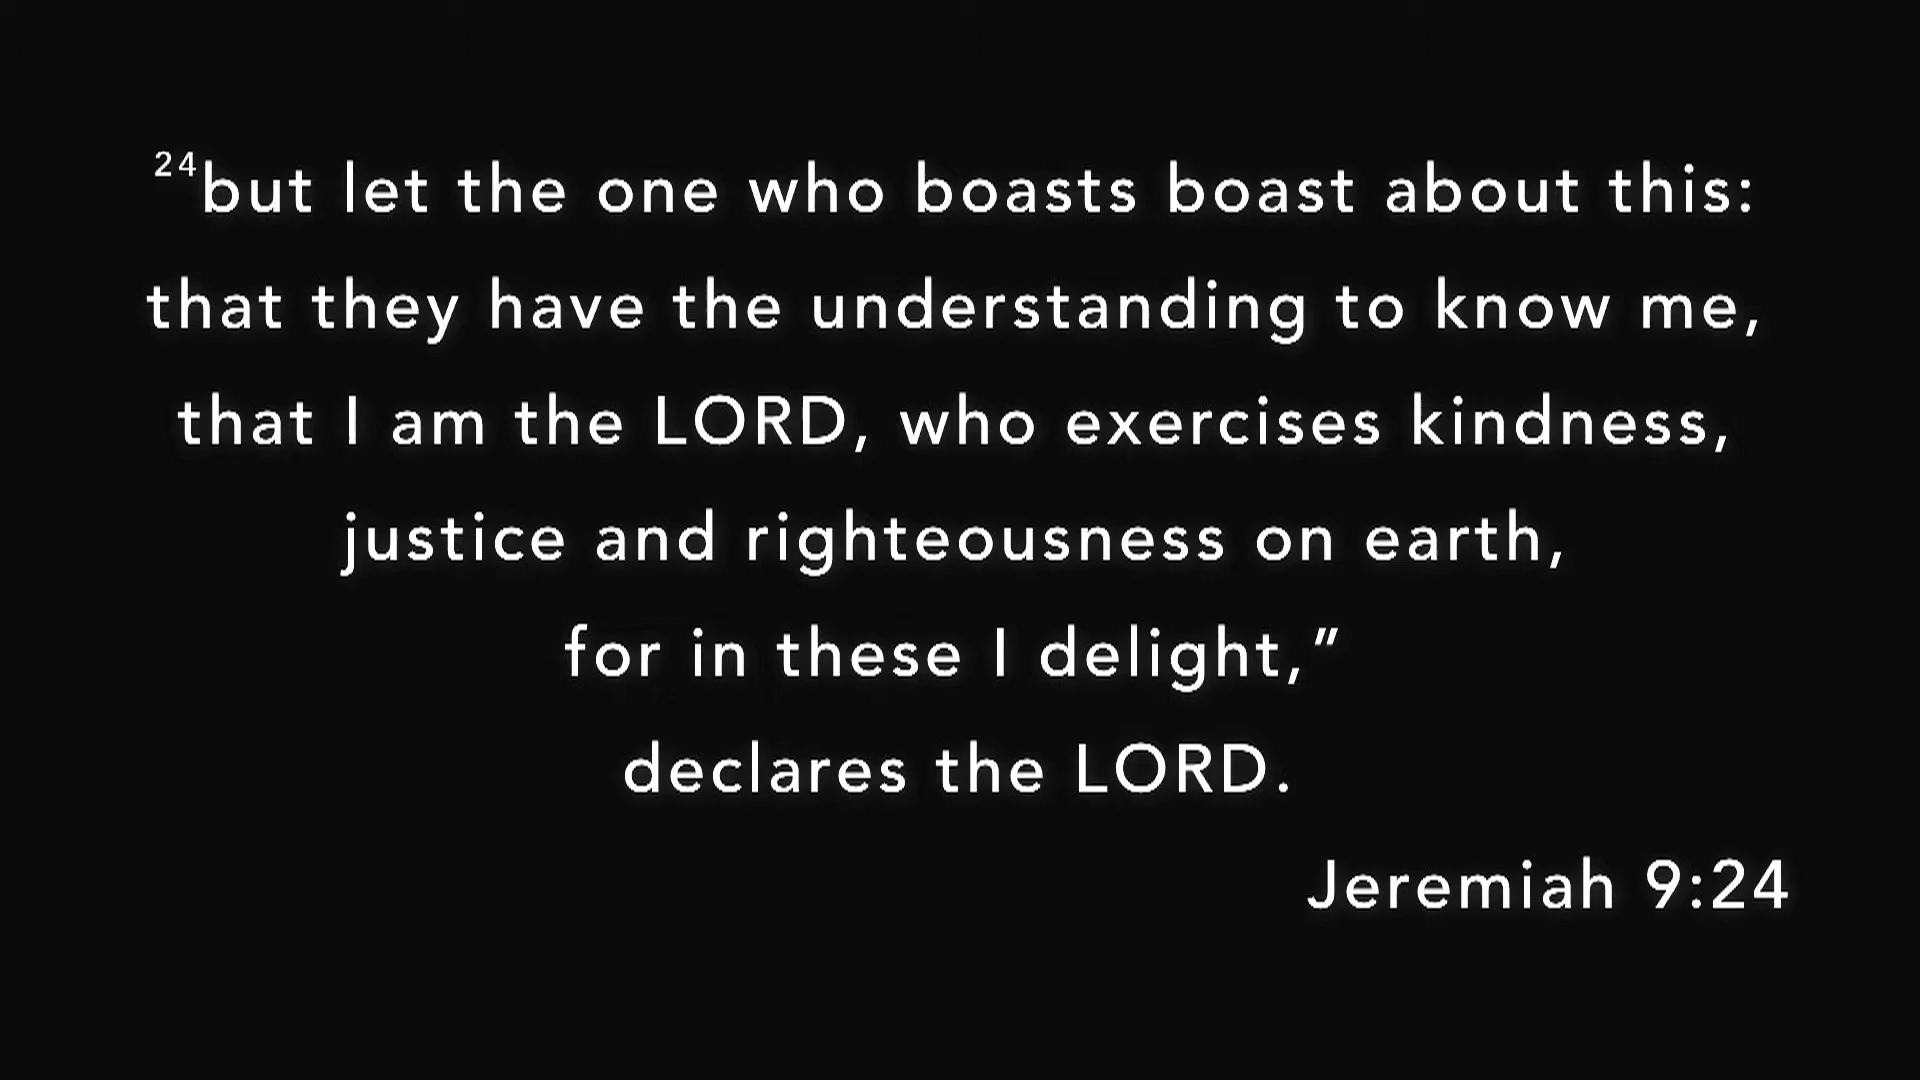 24but let the one who boasts boast about this:
that they have the understanding to know me,
that I am the LORD, who exercises kindness,
justice and righteousness on earth,
for in these I delight,”
declares the LORD.
Jeremiah 9:24